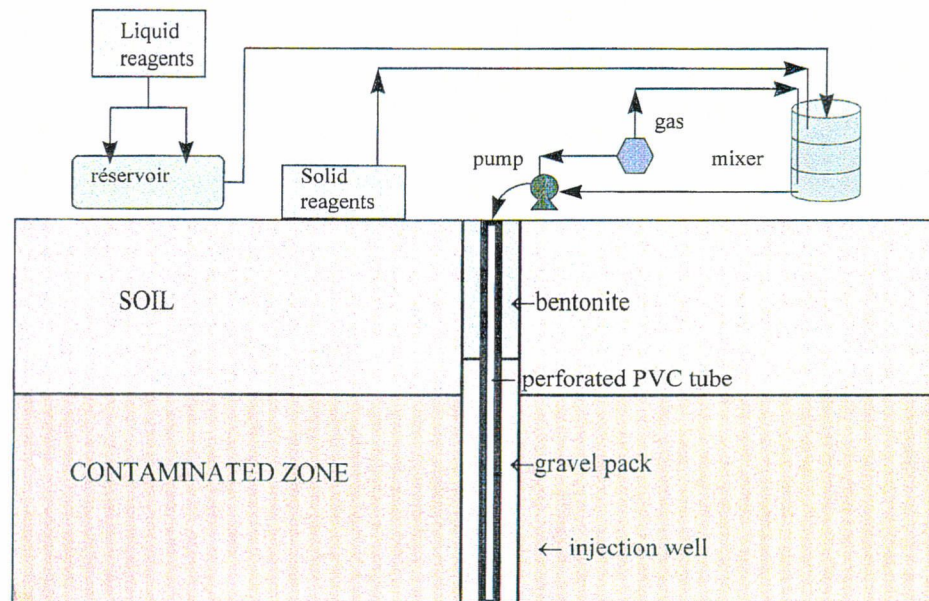 Liquid
reagents
réservoir
Solid
reagents
pump
gas
mixer
SOIL
←bentonite
←perforated PVC tube
CONTAMINATED ZONE
←gravel pack
← injection well